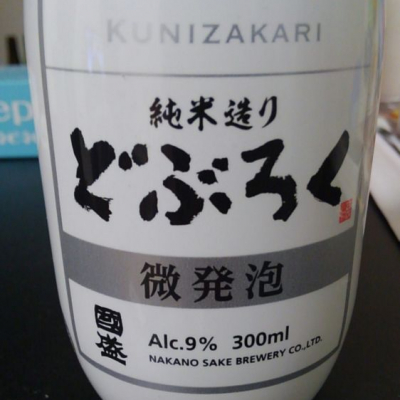 KUNIZAKARI
純米造り
どぶろく
微発泡
國盛
Alc.9% 300ml
NAKANO SAKE BREWERY CO.,LTD.
ep